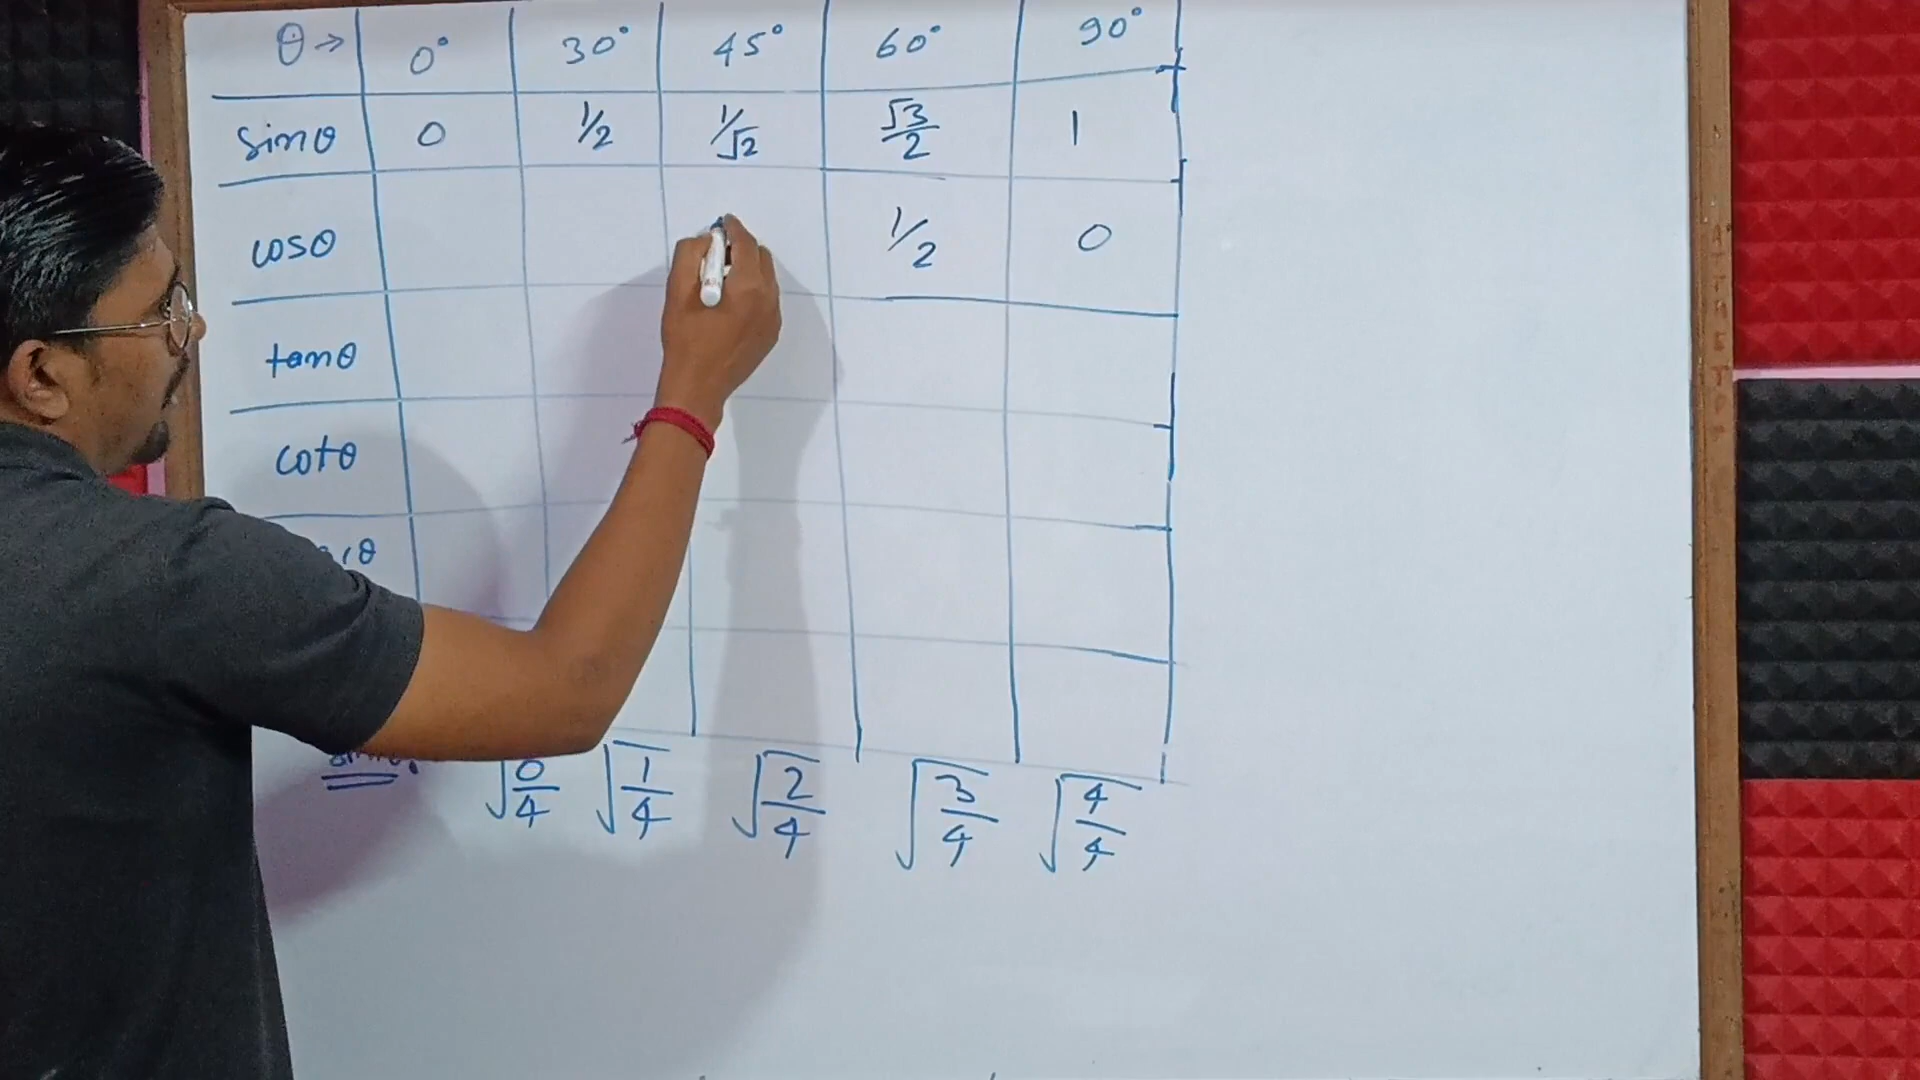 θ→ 0° 30° 45° 60° 90°
sinθ 0 1/2 1/√2 √3/2 1
cosθ 1/2 0
tanθ
cotθ
θ
√0/4 √1/4 √2/4 √3/4 √4/4